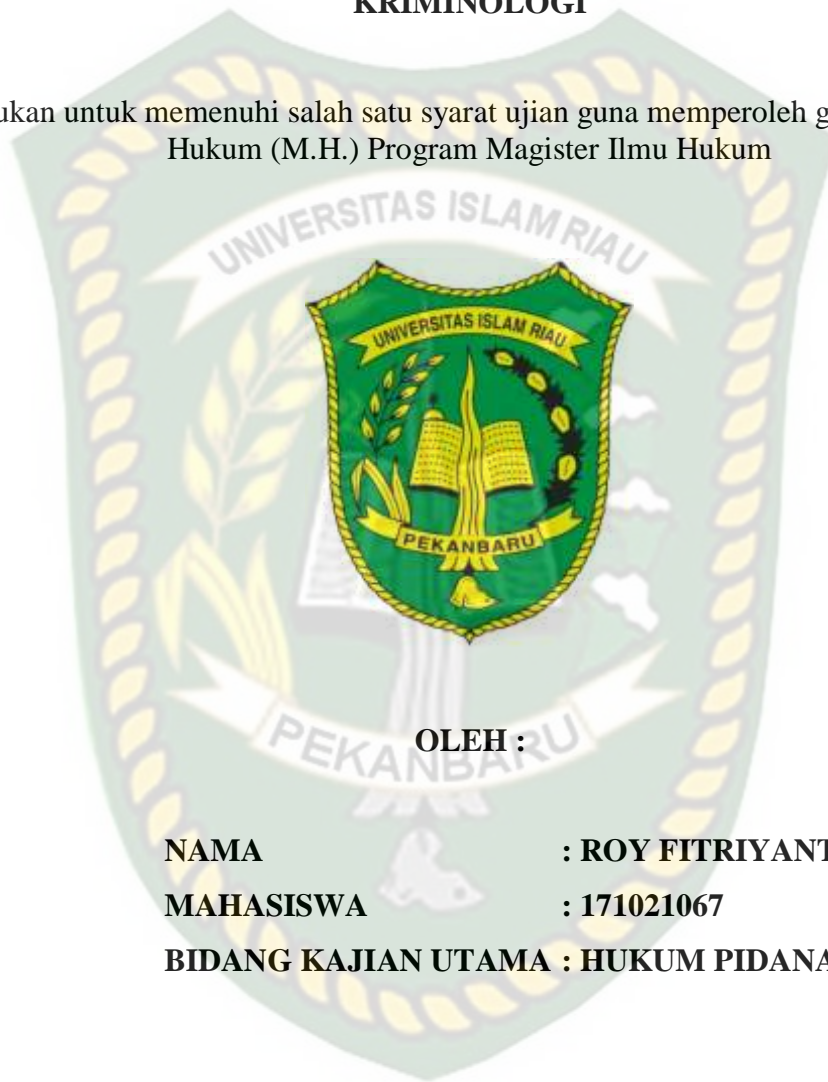 KRIMINOLOGI
ukan untuk memenuhi salah satu syarat ujian guna memperoleh g
Hukum (M.H.) Program Magister Ilmu Hukum
UNIVERSITAS ISLAM RIAU
UNIVERSITAS ISLAM RIAU
PEKANBARU
OLEH :
PEKANBARU
NAMA : ROY FITRIYANT
MAHASISWA : 171021067
BIDANG KAJIAN UTAMA : HUKUM PIDANA